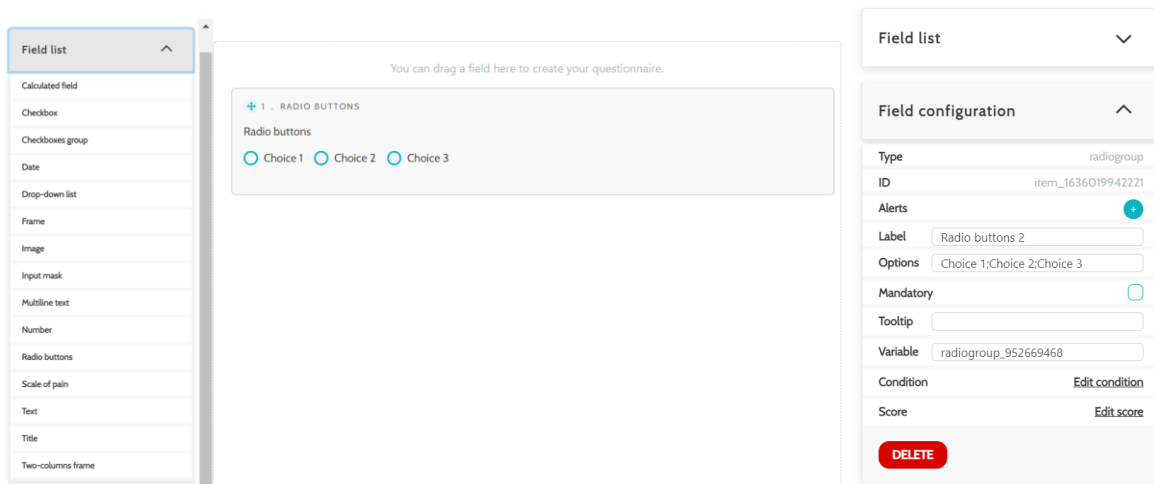 Field list
Calculated field
Checkbox
Checkboxes group
Date
Drop-down list
Frame
Image
Input mask
Multiline text
Number
Radio buttons
Scale of pain
Text
Title
Two-columns frame
You can drag a field here to create your questionnaire.
1 . RADIO BUTTONS
Radio buttons
Choice 1 Choice 2 Choice 3
Field list
Field configuration
Type radiogroup
ID item_1636019942221
Alerts +
Label Radio buttons 2
Options Choice 1;Choice 2;Choice 3
Mandatory
Tooltip
Variable radiogroup_952669468
Condition Edit condition
Score Edit score
DELETE